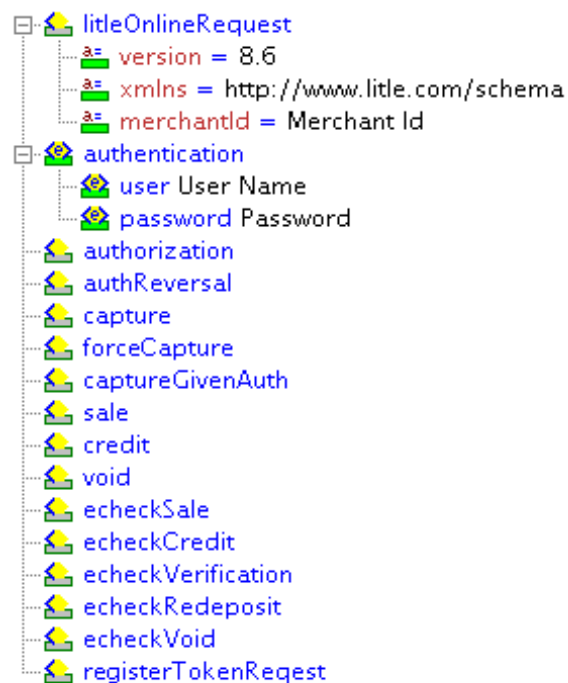 litleOnlineRequest
version = 8.6
xmlns = http://www.litle.com/schema
merchantId = Merchant Id
authentication
user User Name
password Password
authorization
authReversal
capture
forceCapture
captureGivenAuth
sale
credit
void
echeckSale
echeckCredit
echeckVerification
echeckRedeposit
echeckVoid
registerTokenReqest